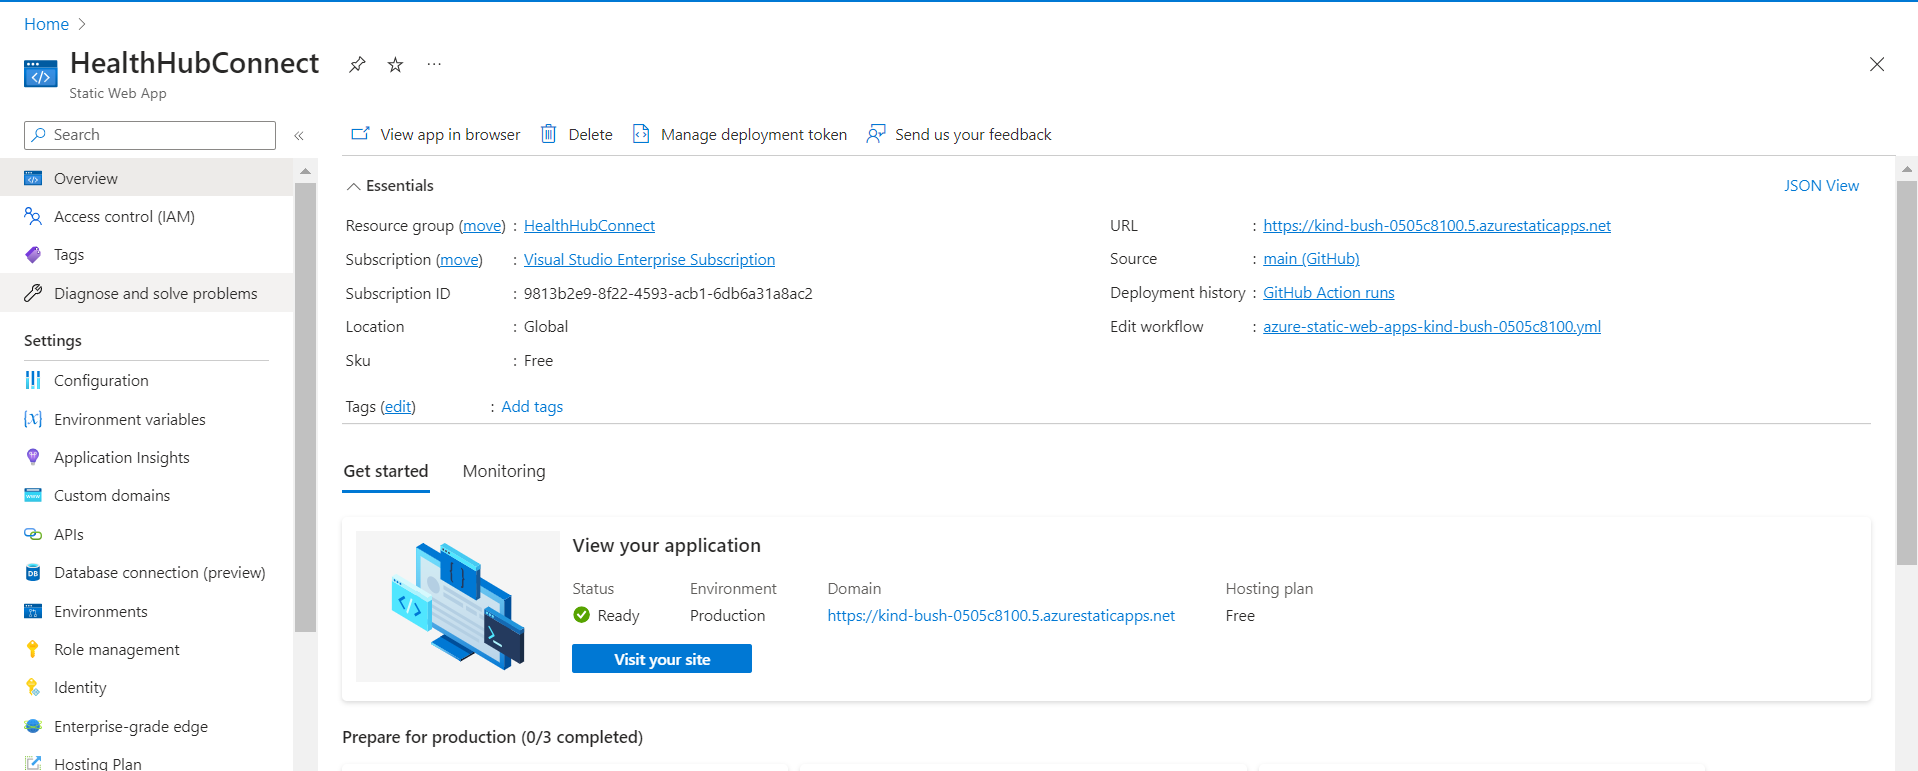 Home
HealthHubConnect
Static Web App
Search
View app in browser
Delete
Manage deployment token
Send us your feedback
Overview
Access control (IAM)
Tags
Diagnose and solve problems
Settings
Configuration
Environment variables
Application Insights
Custom domains
APIs
Database connection (preview)
Environments
Role management
Identity
Enterprise-grade edge
Hosting Plan
Essentials
JSON View
Resource group (move) : HealthHubConnect
Subscription (move) : Visual Studio Enterprise Subscription
Subscription ID : 9813b2e9-8f22-4593-acb1-6db6a31a8ac2
Location : Global
Sku : Free
Tags (edit) : Add tags
URL : https://kind-bush-0505c8100.5.azurestaticapps.net
Source : main (GitHub)
Deployment history : GitHub Action runs
Edit workflow : azure-static-web-apps-kind-bush-0505c8100.yml
Get started
Monitoring
View your application
Status Environment Domain Hosting plan
Ready Production https://kind-bush-0505c8100.5.azurestaticapps.net Free
Visit your site
Prepare for production (0/3 completed)